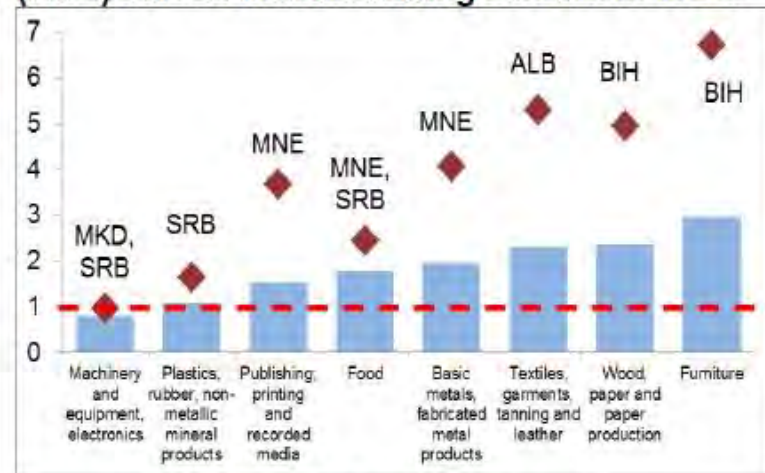 7
6
5
4
3
2
1
0
MKD,
SRB
SRB
MNE
MNE,
SRB
MNE
ALB
BIH
BIH
Machinery
and
equipment,
electronics
Plastics,
rubber, non-
metallic
mineral
products
Publishing,
printing
and
recorded
media
Food
Basic
metals,
fabricated
metal
products
Textiles,
garments,
tanning and
leather
Wood,
paper and
paper
production
Furniture